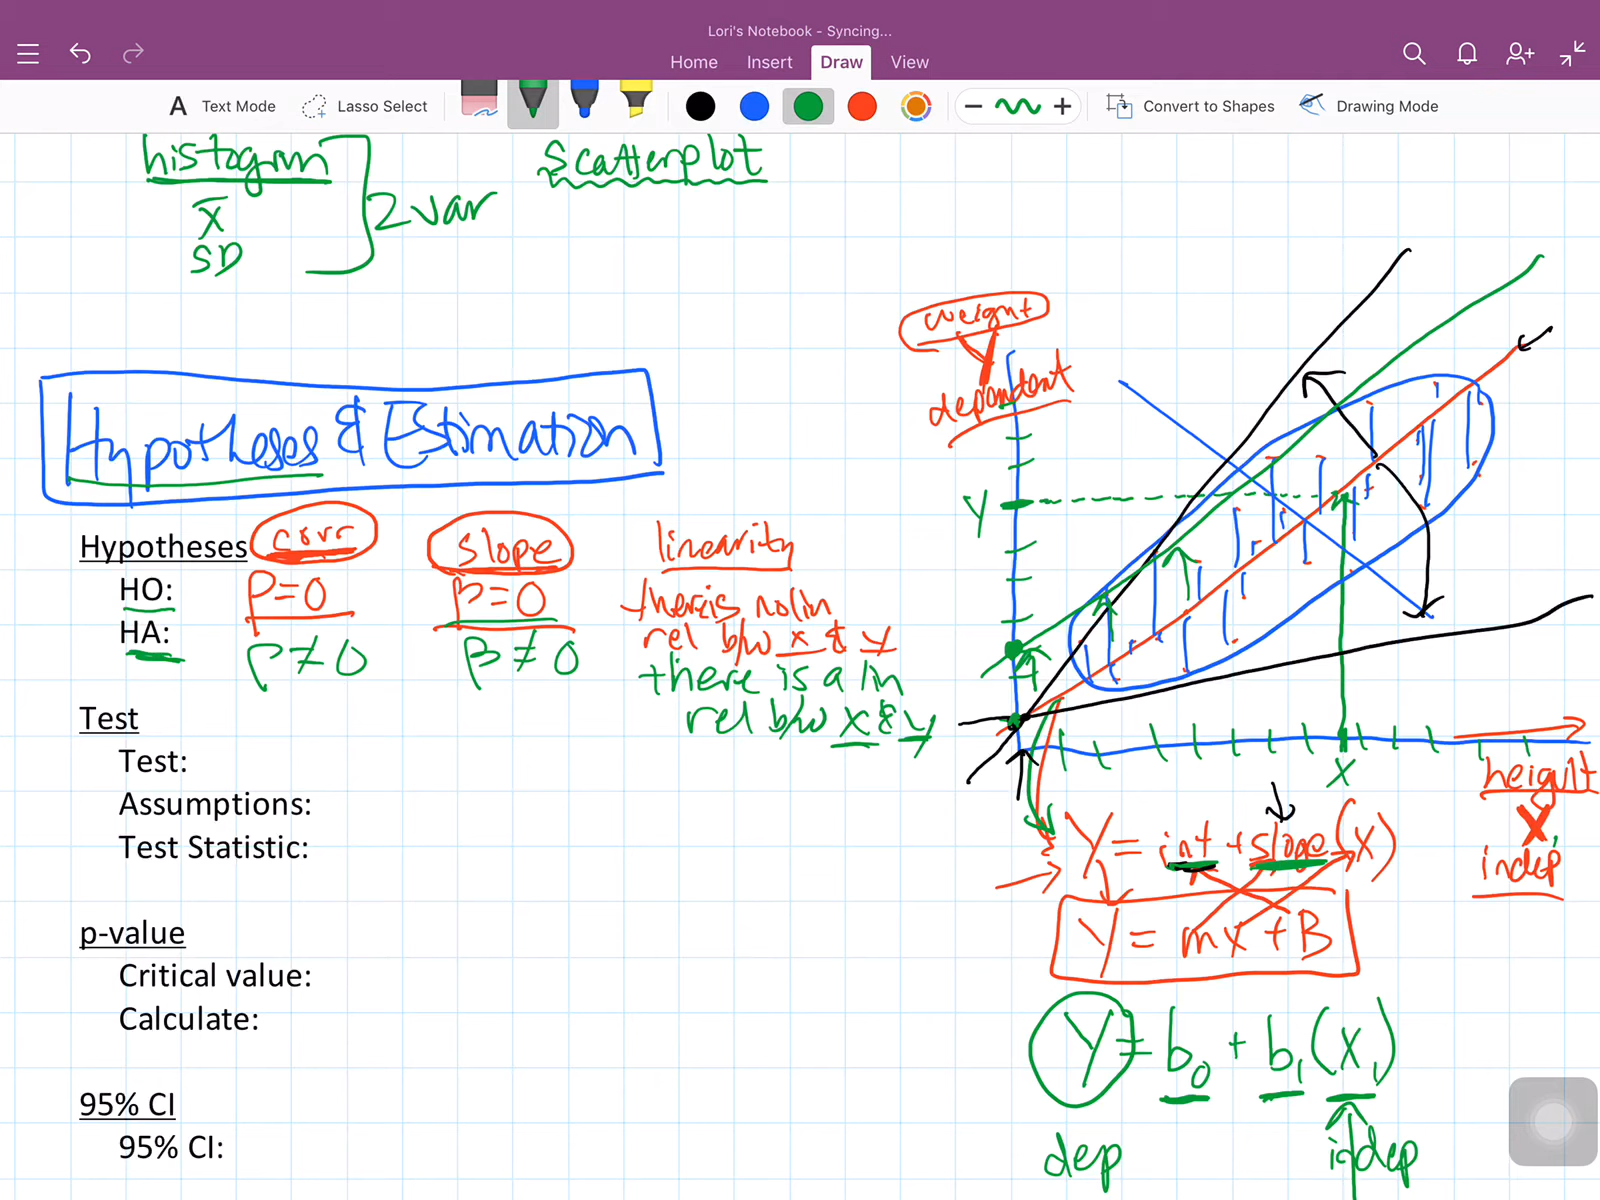 Lori's Notebook - Syncing...
Home Insert Draw View
A Text Mode Lasso Select Convert to Shapes Drawing Mode
histogram
x̄
SD
2 var
Scatterplot
Hypotheses & Estimation
Hypotheses corr slope linearity
HO: ρ=0 β=0 there is no lin
rel b/w x & y
HA: ρ≠0 β≠0 there is a lin
rel b/w x & y
Test
Test:
Assumptions:
Test Statistic:
p-value
Critical value:
Calculate:
95% CI
95% CI:
weight
Y
dependent
Y
X
height
X
indep
Y = int + slope (x)
Y = mx + B
Y = b₀ + b₁ (x₁)
dep indep